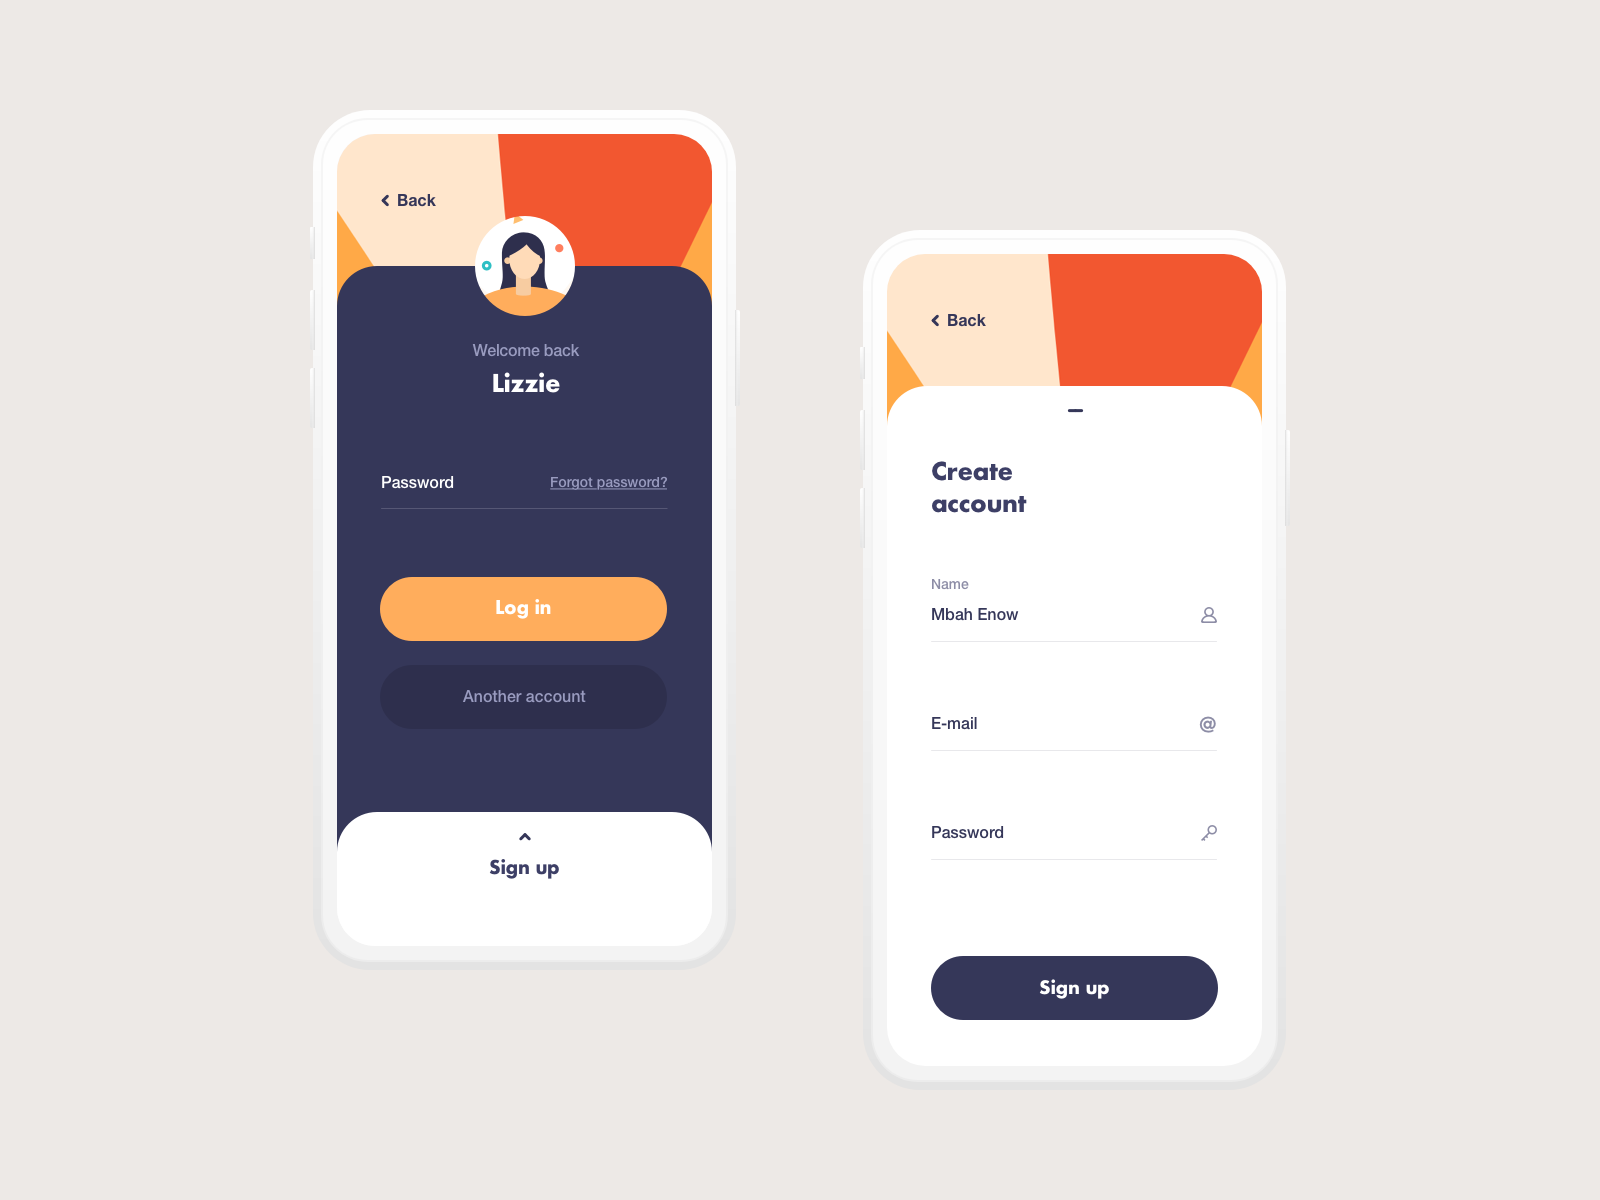 Back
Welcome back
Lizzie
Password Forgot password?
Log in
Another account
Sign up
Back
Create
account
Name
Mbah Enow
E-mail @
Password
Sign up